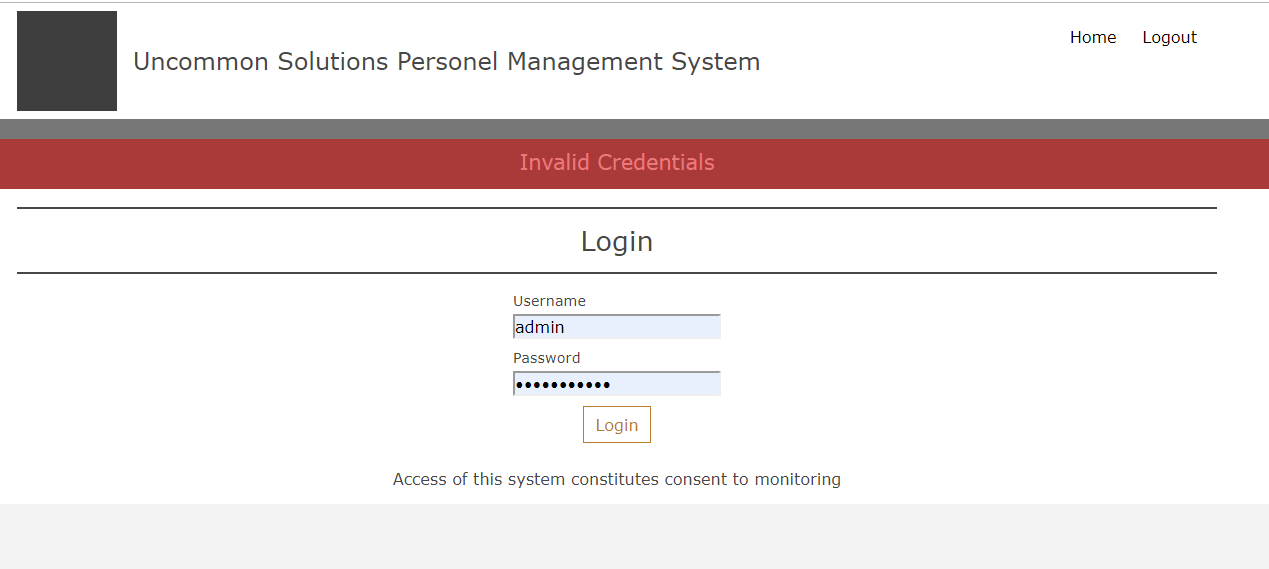 Home Logout
Uncommon Solutions Personel Management System
Invalid Credentials
Login
Username
admin
Password
•••••••••••
Login
Access of this system constitutes consent to monitoring